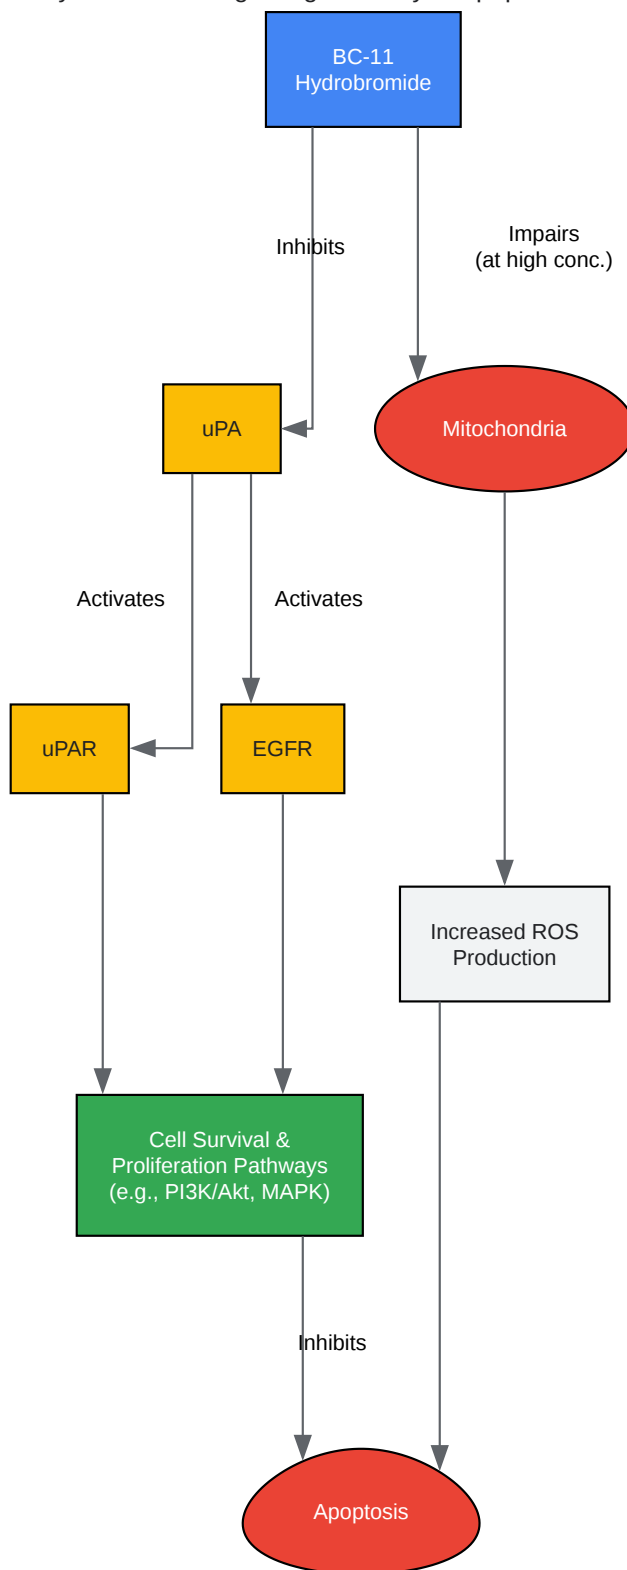 BC-11
Hydrobromide
Inhibits
Impairs
(at high conc.)
uPA
Mitochondria
Activates
Activates
uPAR
EGFR
Increased ROS
Production
Cell Survival &
Proliferation Pathways
(e.g., PI3K/Akt, MAPK)
Inhibits
Apoptosis